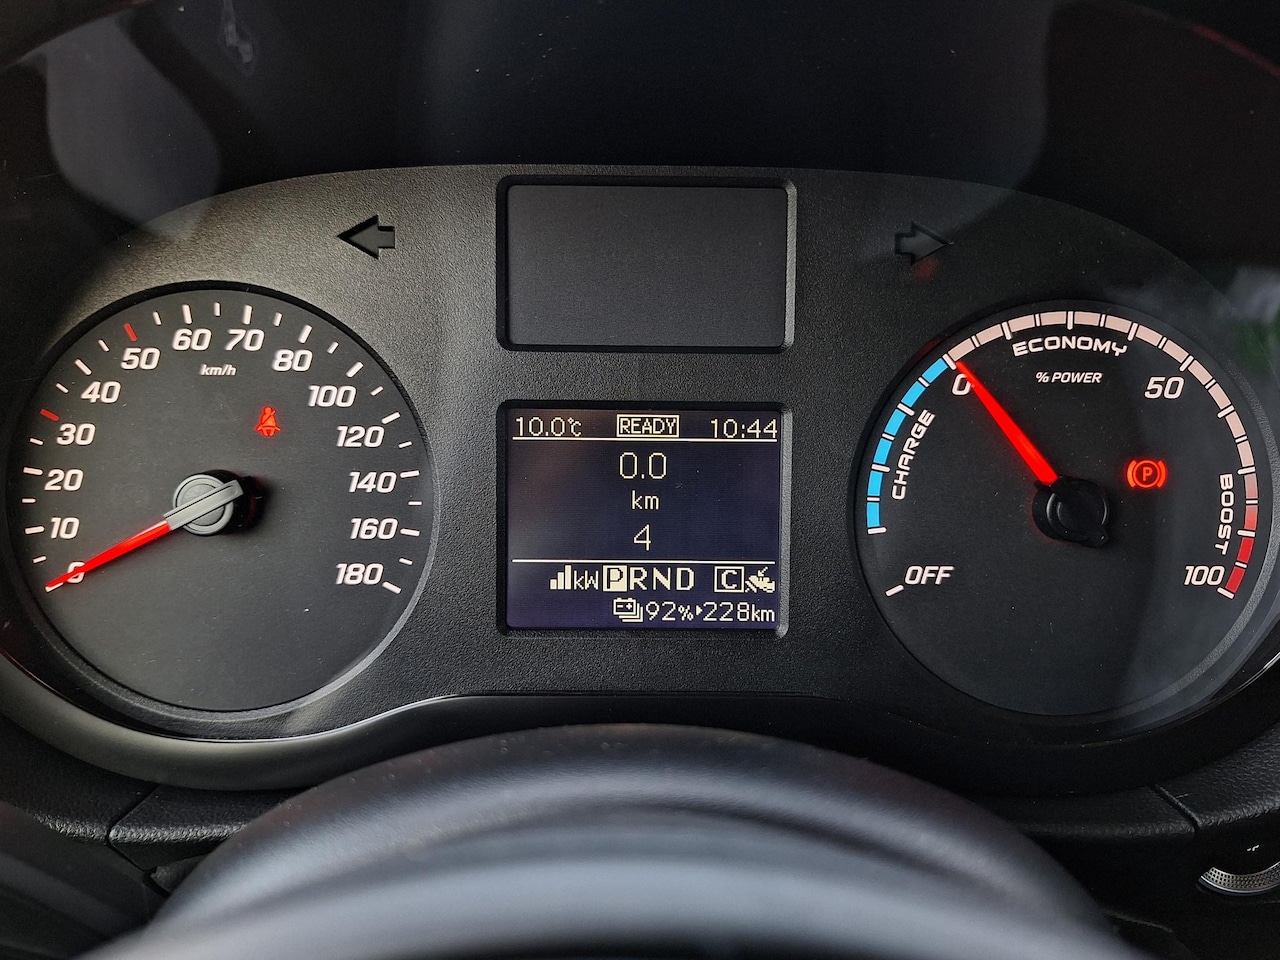 0
10
20
30
40
50
60
70
80
100
120
140
160
180
km/h
10.0°C READY 10:44
0.0
km
4
kW PRND C
92% 228km
OFF
CHARGE
0
ECONOMY
% POWER
50
BOOST
100
P